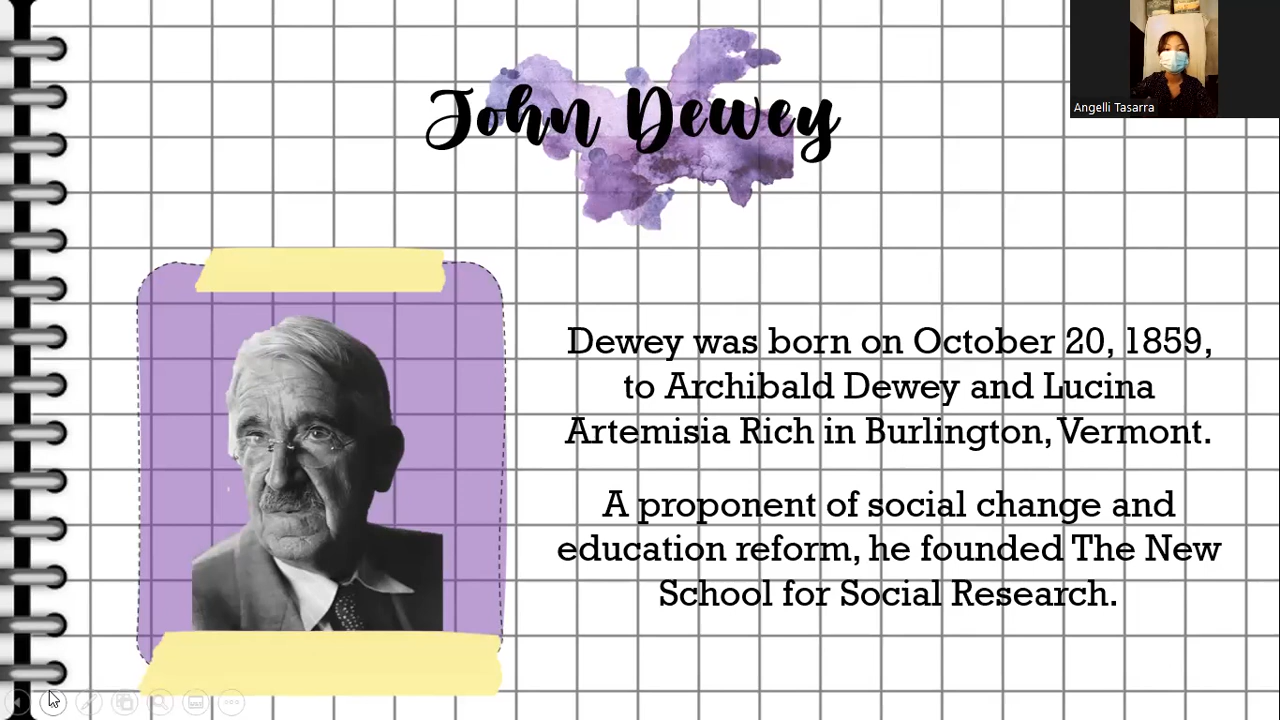 John Dewey
Angelli Tasarra
Dewey was born on October 20, 1859,
to Archibald Dewey and Lucina
Artemisia Rich in Burlington, Vermont.
A proponent of social change and
education reform, he founded The New
School for Social Research.